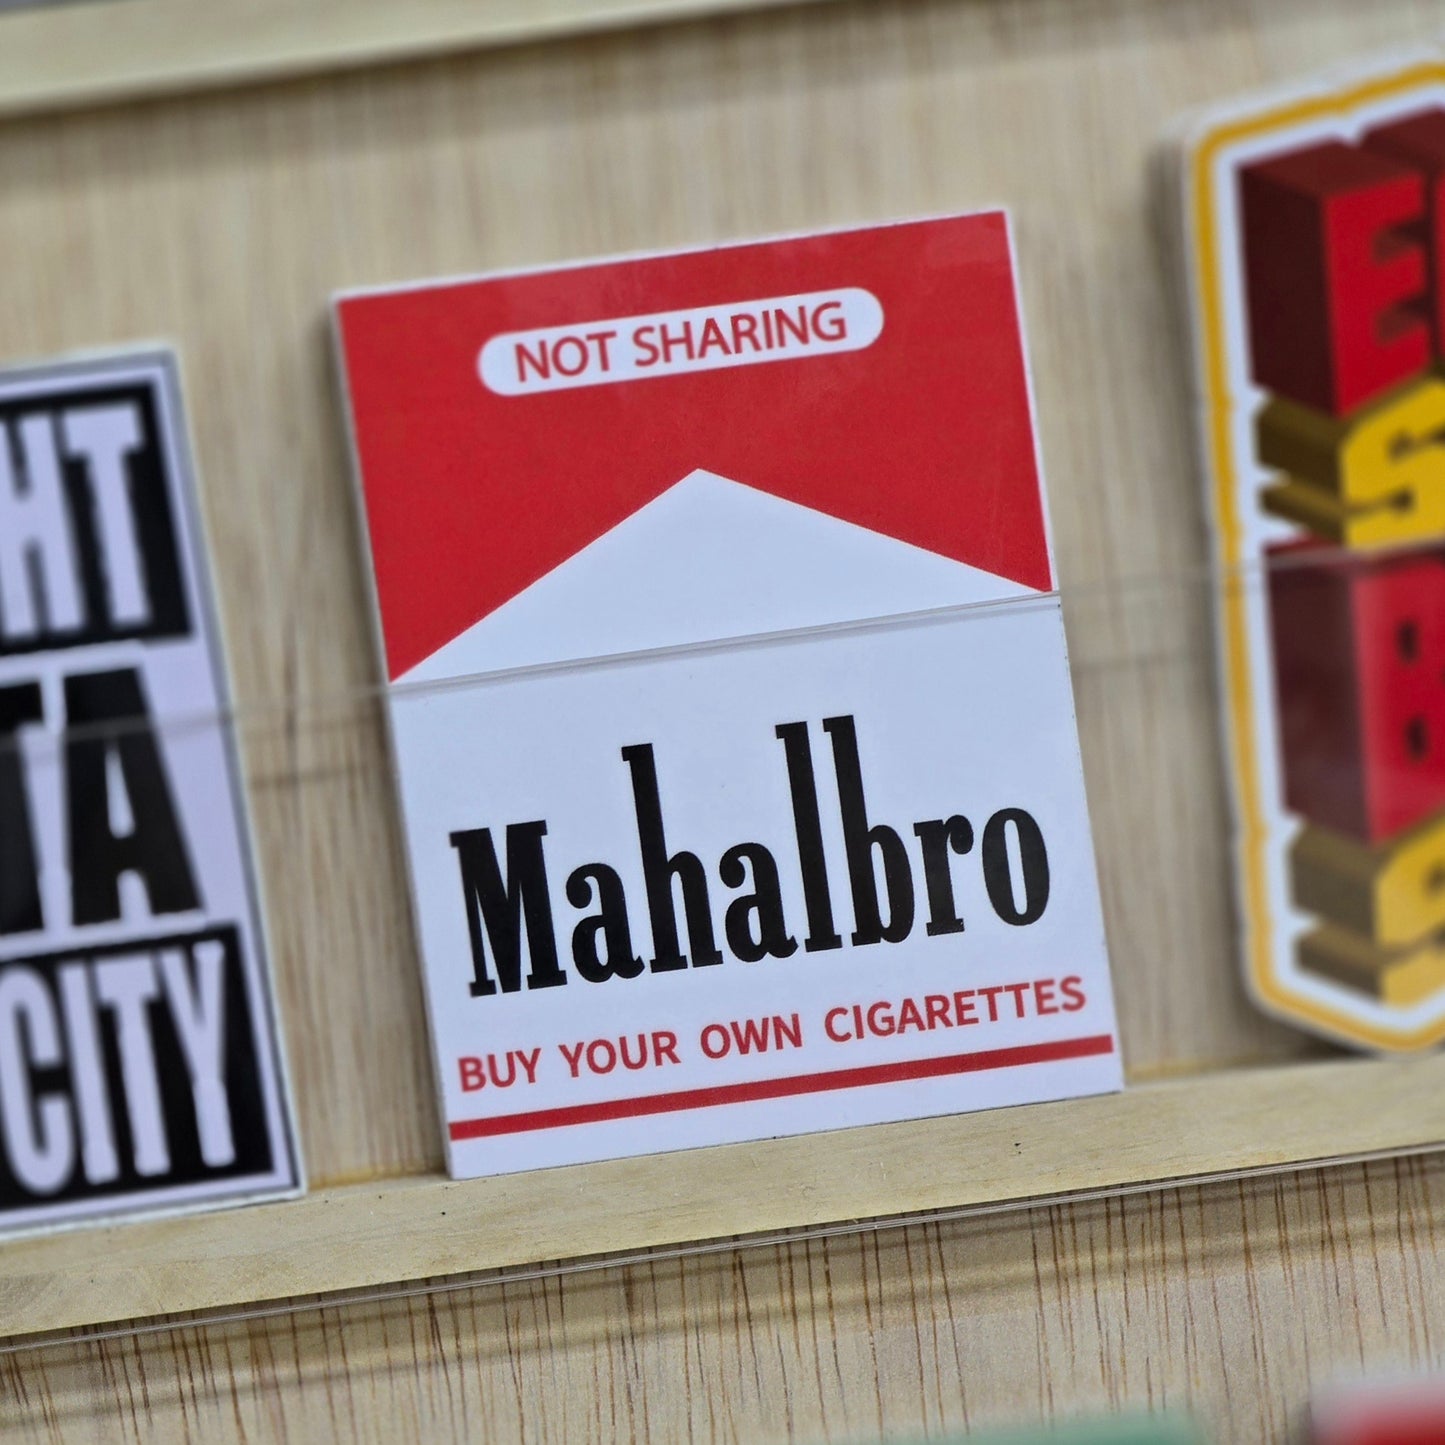 NOT SHARING
Mahalbro
BUY YOUR OWN CIGARETTES
CITY